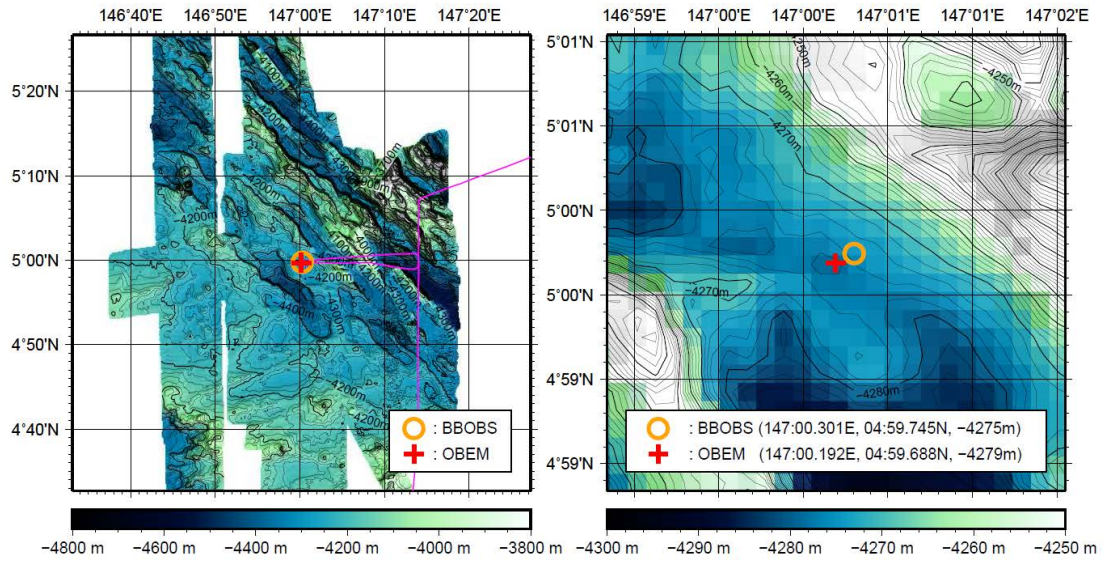 146°40'E 146°50'E 147°00'E 147°10'E 147°20'E
5°20'N
5°10'N
5°00'N
4°50'N
4°40'N
−4200m
−4200m
−4400m
−4200m
−4200m
: BBOBS
: OBEM
−4800 m −4600 m −4400 m −4200 m −4000 m −3800 m
146°59'E 147°00'E 147°00'E 147°01'E 147°01'E 147°02'E
5°01'N
5°01'N
5°00'N
5°00'N
4°59'N
4°59'N
−4250m
−4260m
−4270m
−4250m
−4270m
−4280m
: BBOBS (147:00.301E, 04:59.745N, −4275m)
: OBEM (147:00.192E, 04:59.688N, −4279m)
−4300 m −4290 m −4280 m −4270 m −4260 m −4250 m